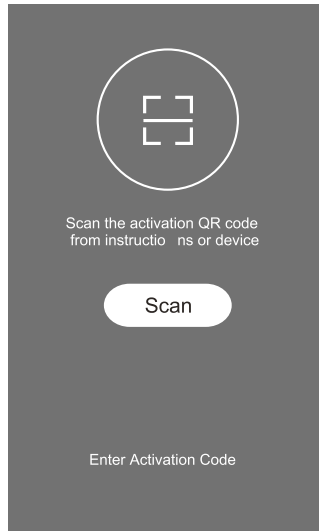 Scan the activation QR code
from instructio ns or device
Scan
Enter Activation Code